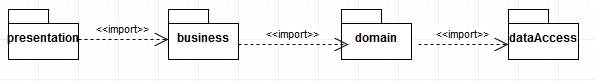 <<import>> <<import>> <<import>>
presentation business domain dataAccess